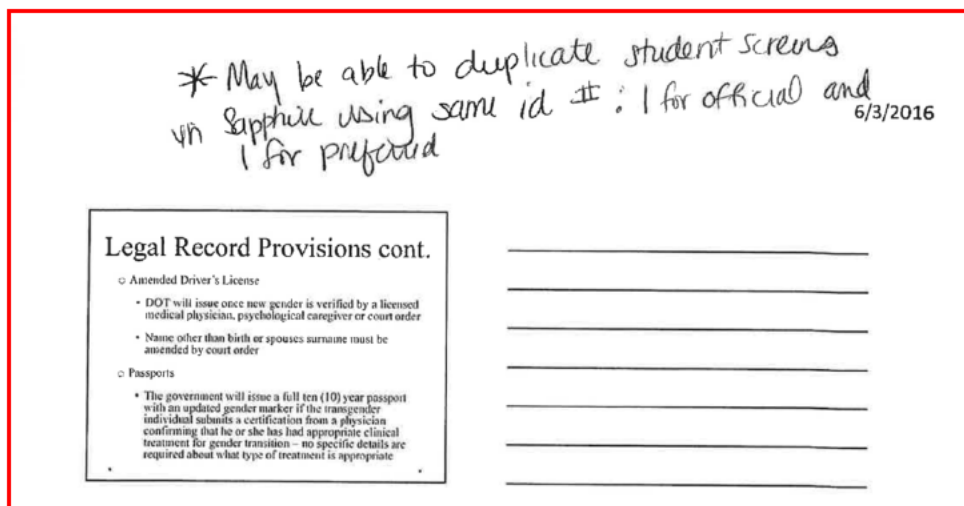 * May be able to duplicate student screens
in Sapphire using same id # : 1 for official and
1 for preferred
6/3/2016
Legal Record Provisions cont.
○ Amended Driver's License
• DOT will issue once new gender is verified by a licensed
medical physician, psychological caregiver or court order
• Name other than birth or spouses surname must be
amended by court order
○ Passports
• The government will issue a full ten (10) year passport
with an updated gender marker if the transgender
individual submits a certification from a physician
confirming that he or she has had appropriate clinical
treatment for gender transition – no specific details are
required about what type of treatment is appropriate